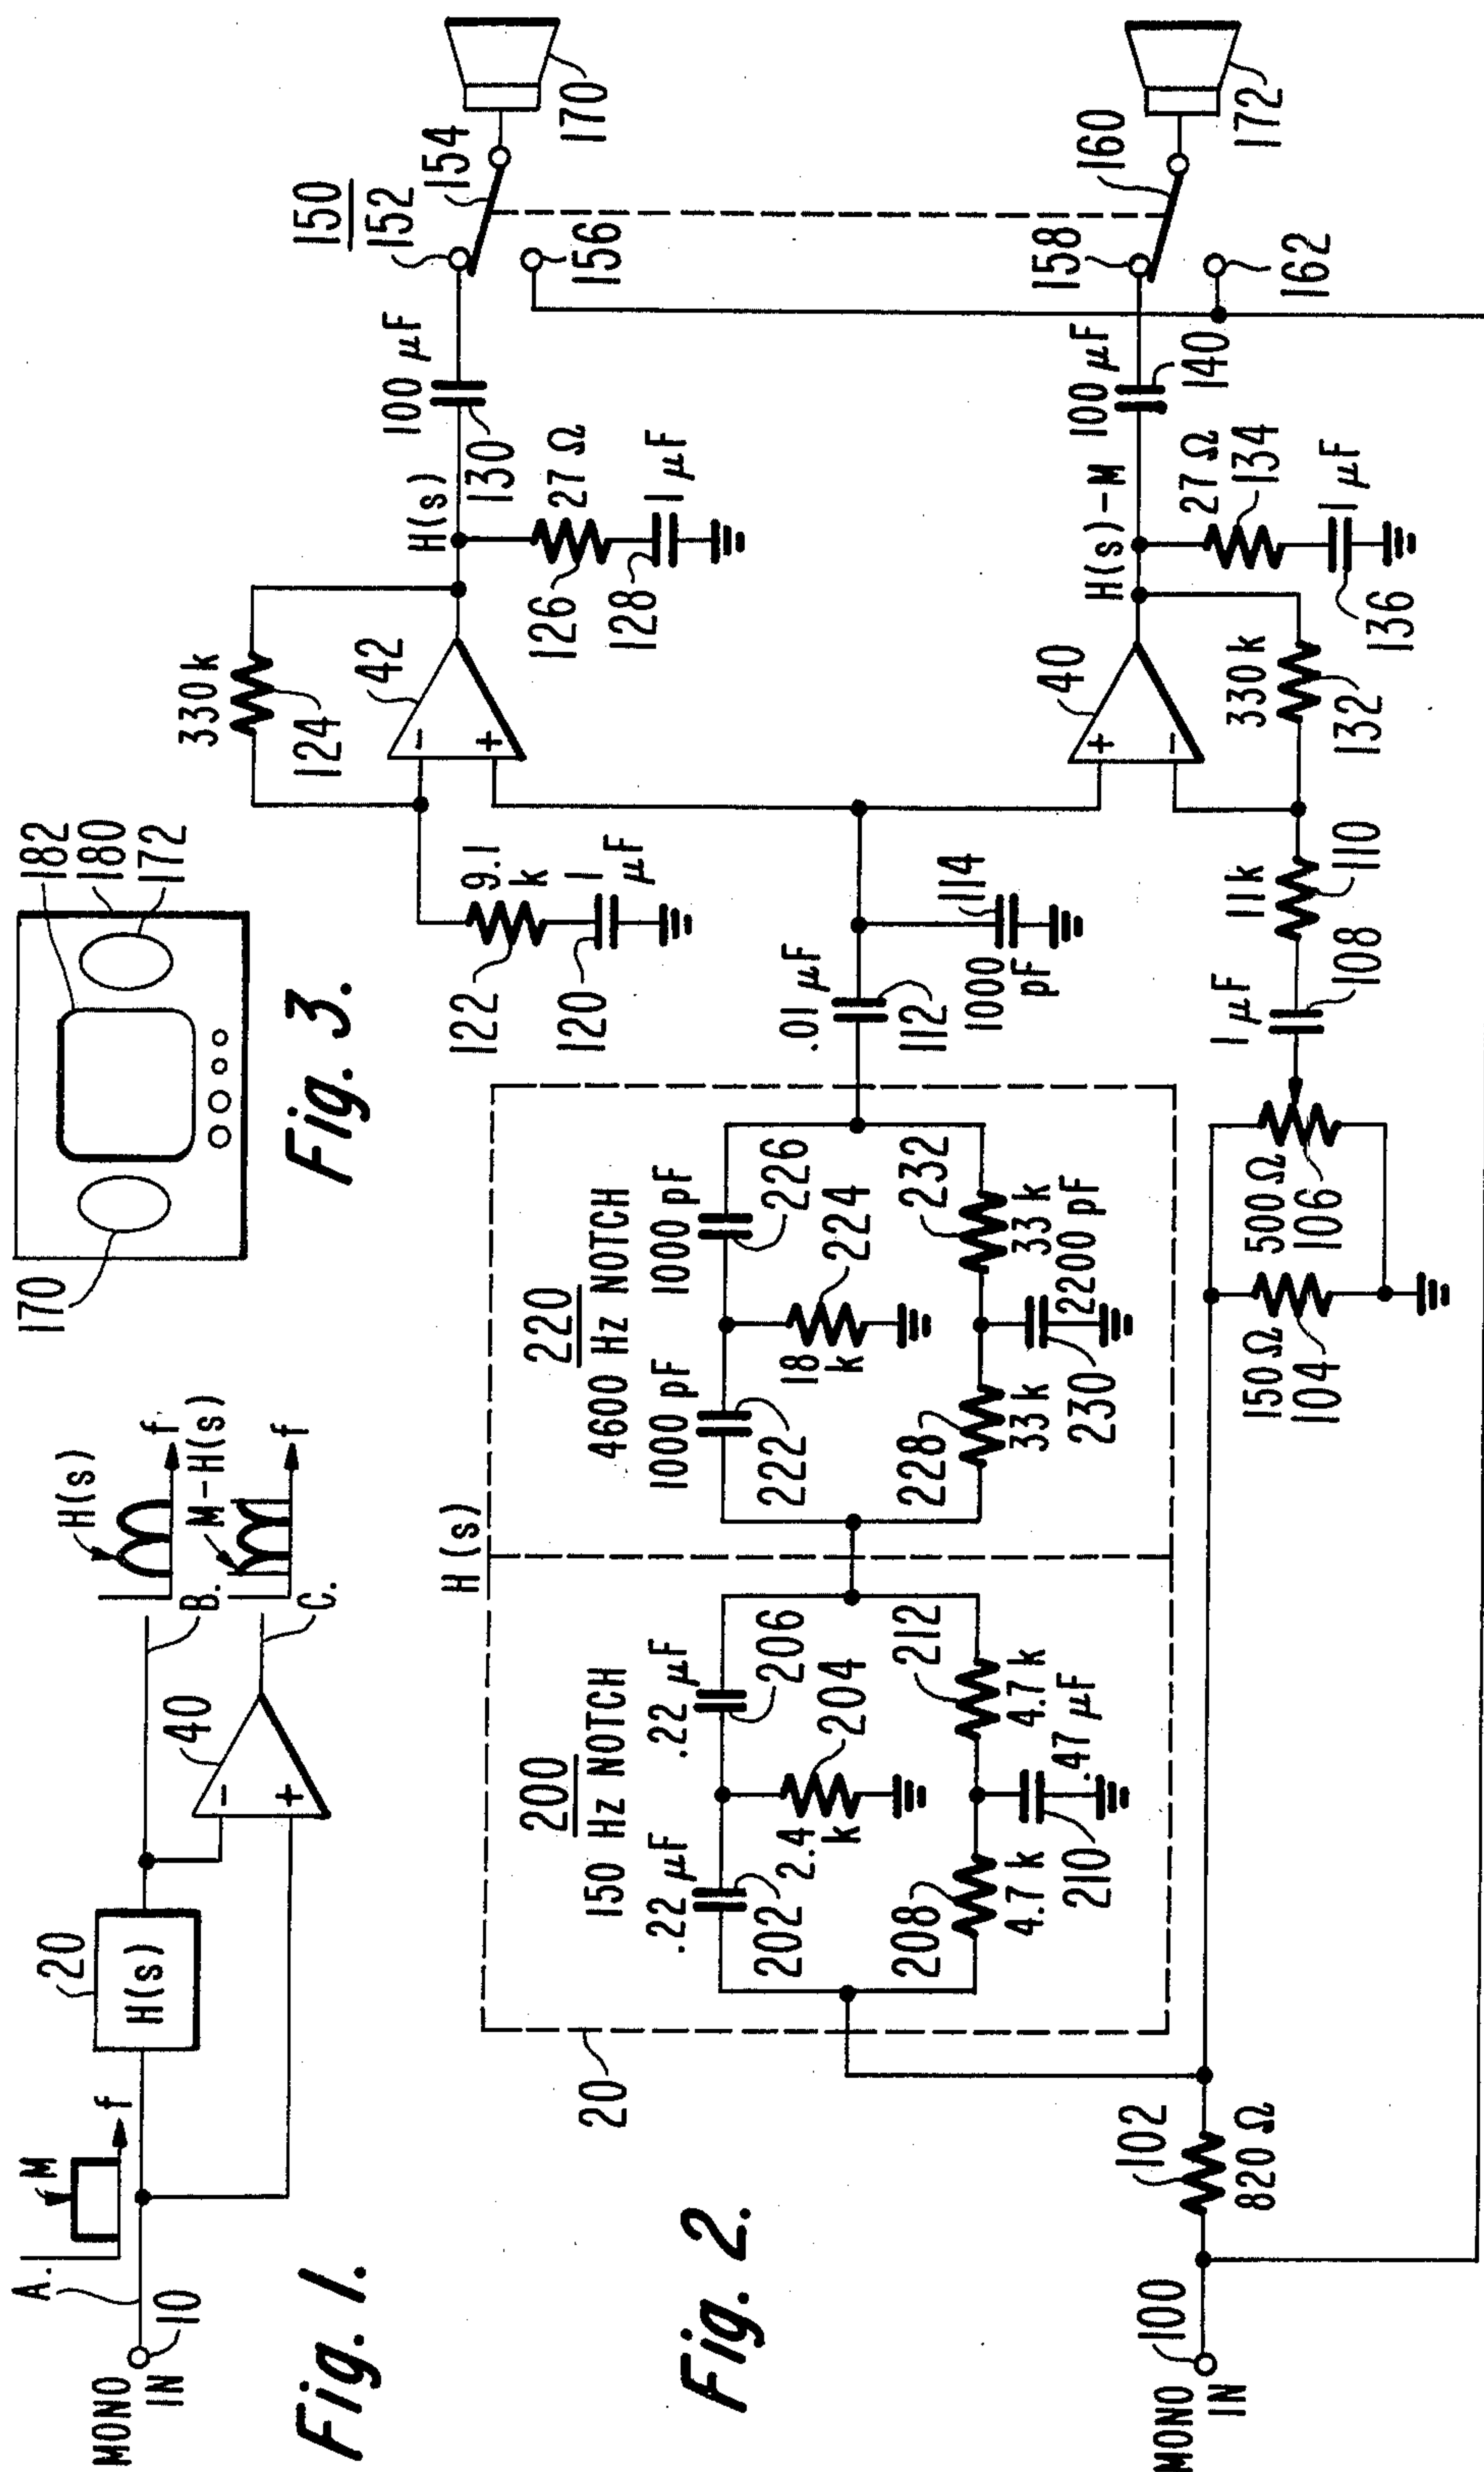 Fig. 1.
MONO
IN
10
A.
M
f
20
H(s)
40
-
+
B.
C.
H(s)
f
M-H(s)
f
Fig. 3.
170
182
180
172
Fig. 2.
MONO
IN
100
102
820 Ω
20
H(s)
200
150 Hz NOTCH
.22 μF
.22 μF
202
206
2.4
k
204
208
212
4.7 k
4.7 k
210
.47 μF
220
4600 Hz NOTCH
1000 pF
1000 pF
222
226
18
k
224
228
232
33 k
33 k
230
2200 pF
150 Ω
104
500 Ω
106
1 μF
108
11k
110
.01 μF
112
1000
pF
114
122
9.1
k
120
1
μF
330 k
124
42
-
+
H(s)
126
27 Ω
128
1 μF
100 μF
130
40
+
-
330 k
132
H(s)-M
27 Ω
134
136
1 μF
100 μF
140
150
152
154
156
158
160
162
170
172